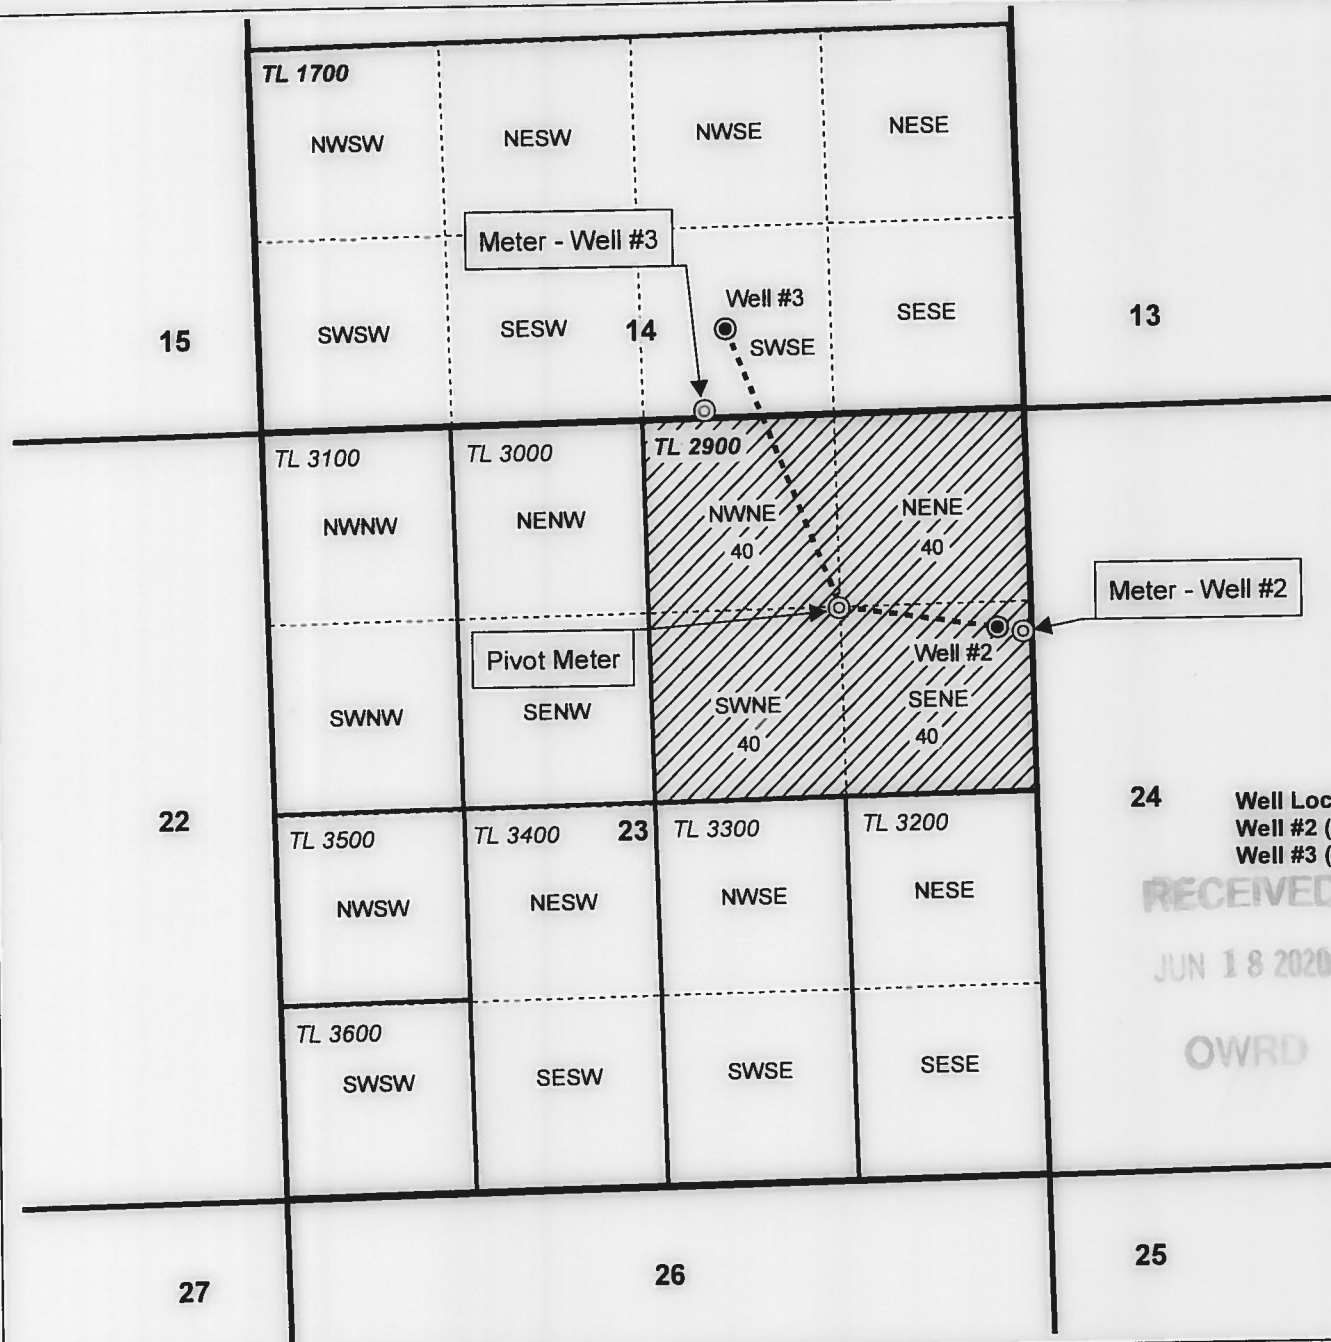 TL 1700
NWSW
NESW
NWSE
NESE
Meter - Well #3
Well #3
SWSW
SESW
14
SWSE
SESE
15
13
TL 3100
TL 3000
TL 2900
NWNW
NENW
NWNE
40
NENE
40
Meter - Well #2
Pivot Meter
Well #2
SWNW
SENW
SWNE
40
SENE
40
22
24
Well Loc
Well #2 (
Well #3 (
TL 3500
TL 3400
23
TL 3300
TL 3200
NWSW
NESW
NWSE
NESE
RECEIVED
JUN 18 2020
OWRD
TL 3600
SWSW
SESW
SWSE
SESE
27
26
25